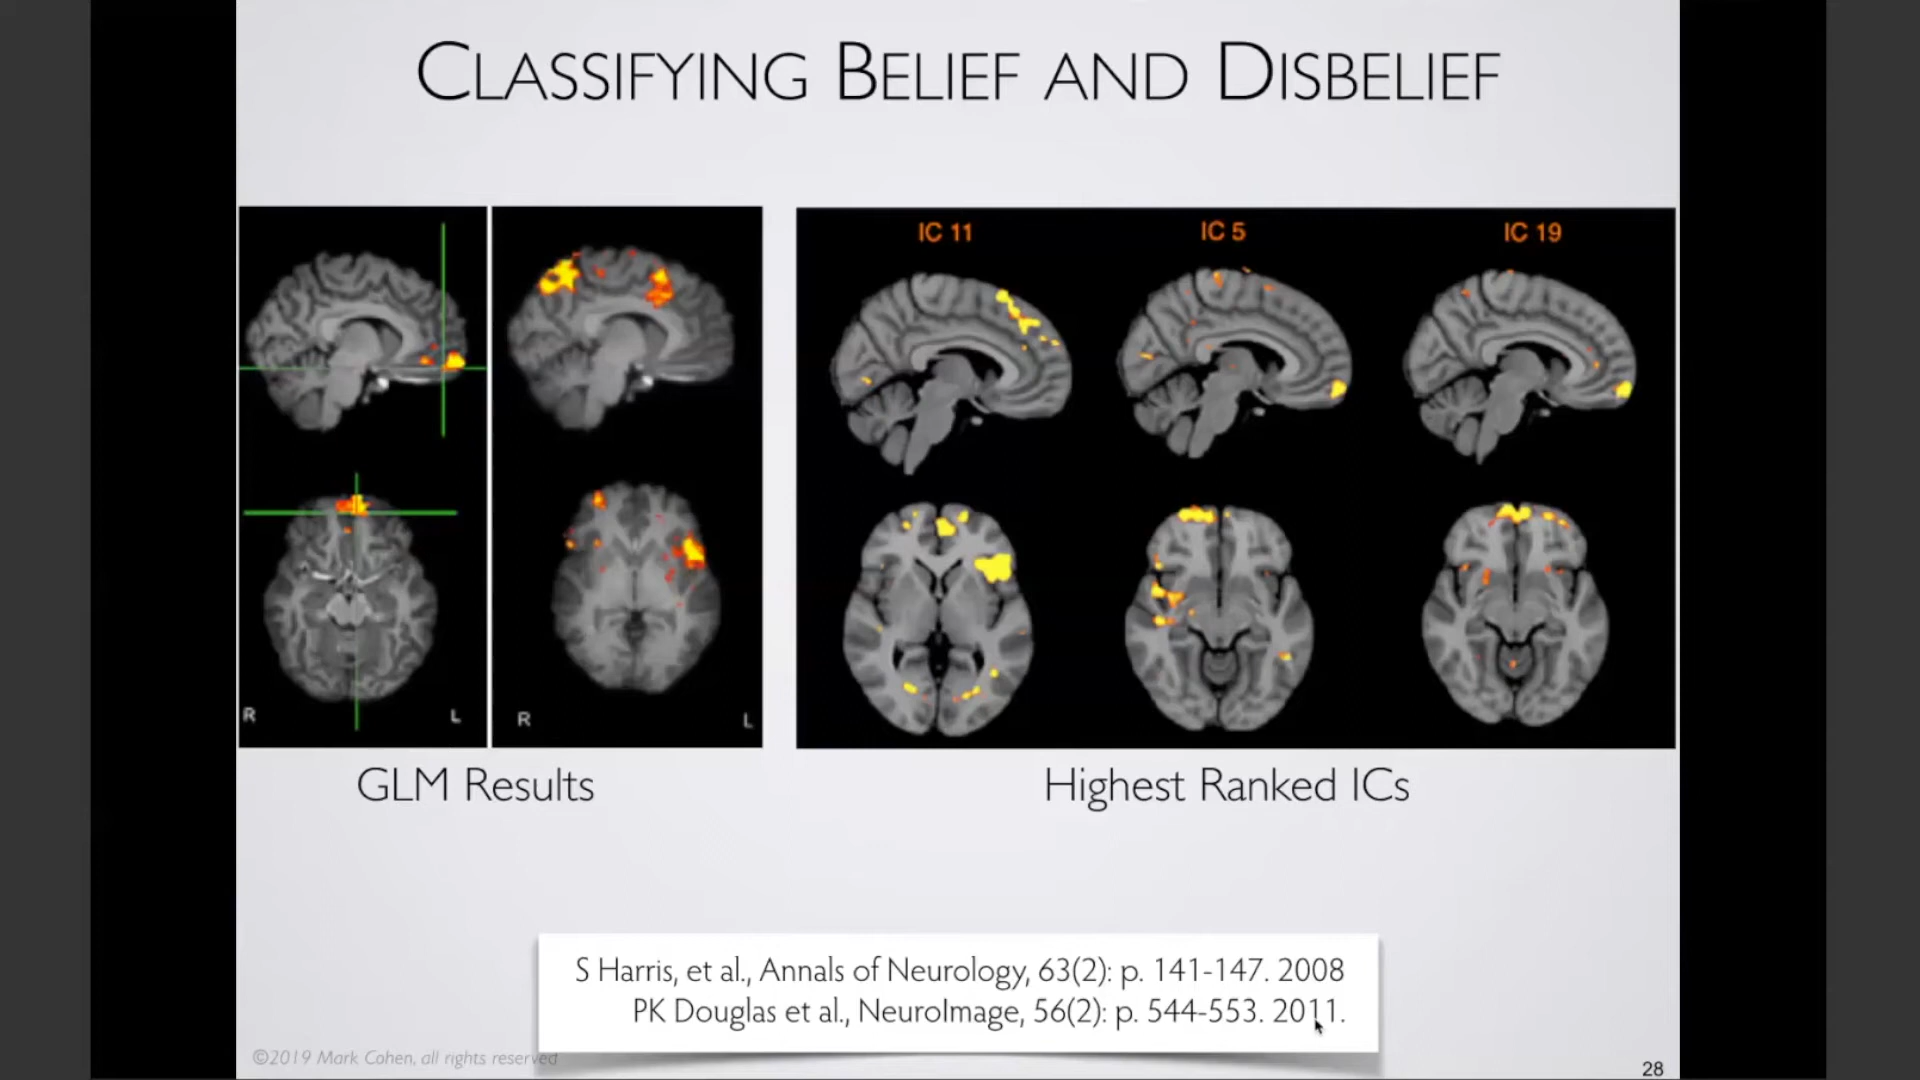 CLASSIFYING BELIEF AND DISBELIEF
IC 11
IC 5
IC 19
R
L
R
L
GLM Results
Highest Ranked ICs
S Harris, et al., Annals of Neurology, 63(2): p. 141-147. 2008
PK Douglas et al., NeuroImage, 56(2): p. 544-553. 2011.
©2019 Mark Cohen, all rights reserved
28